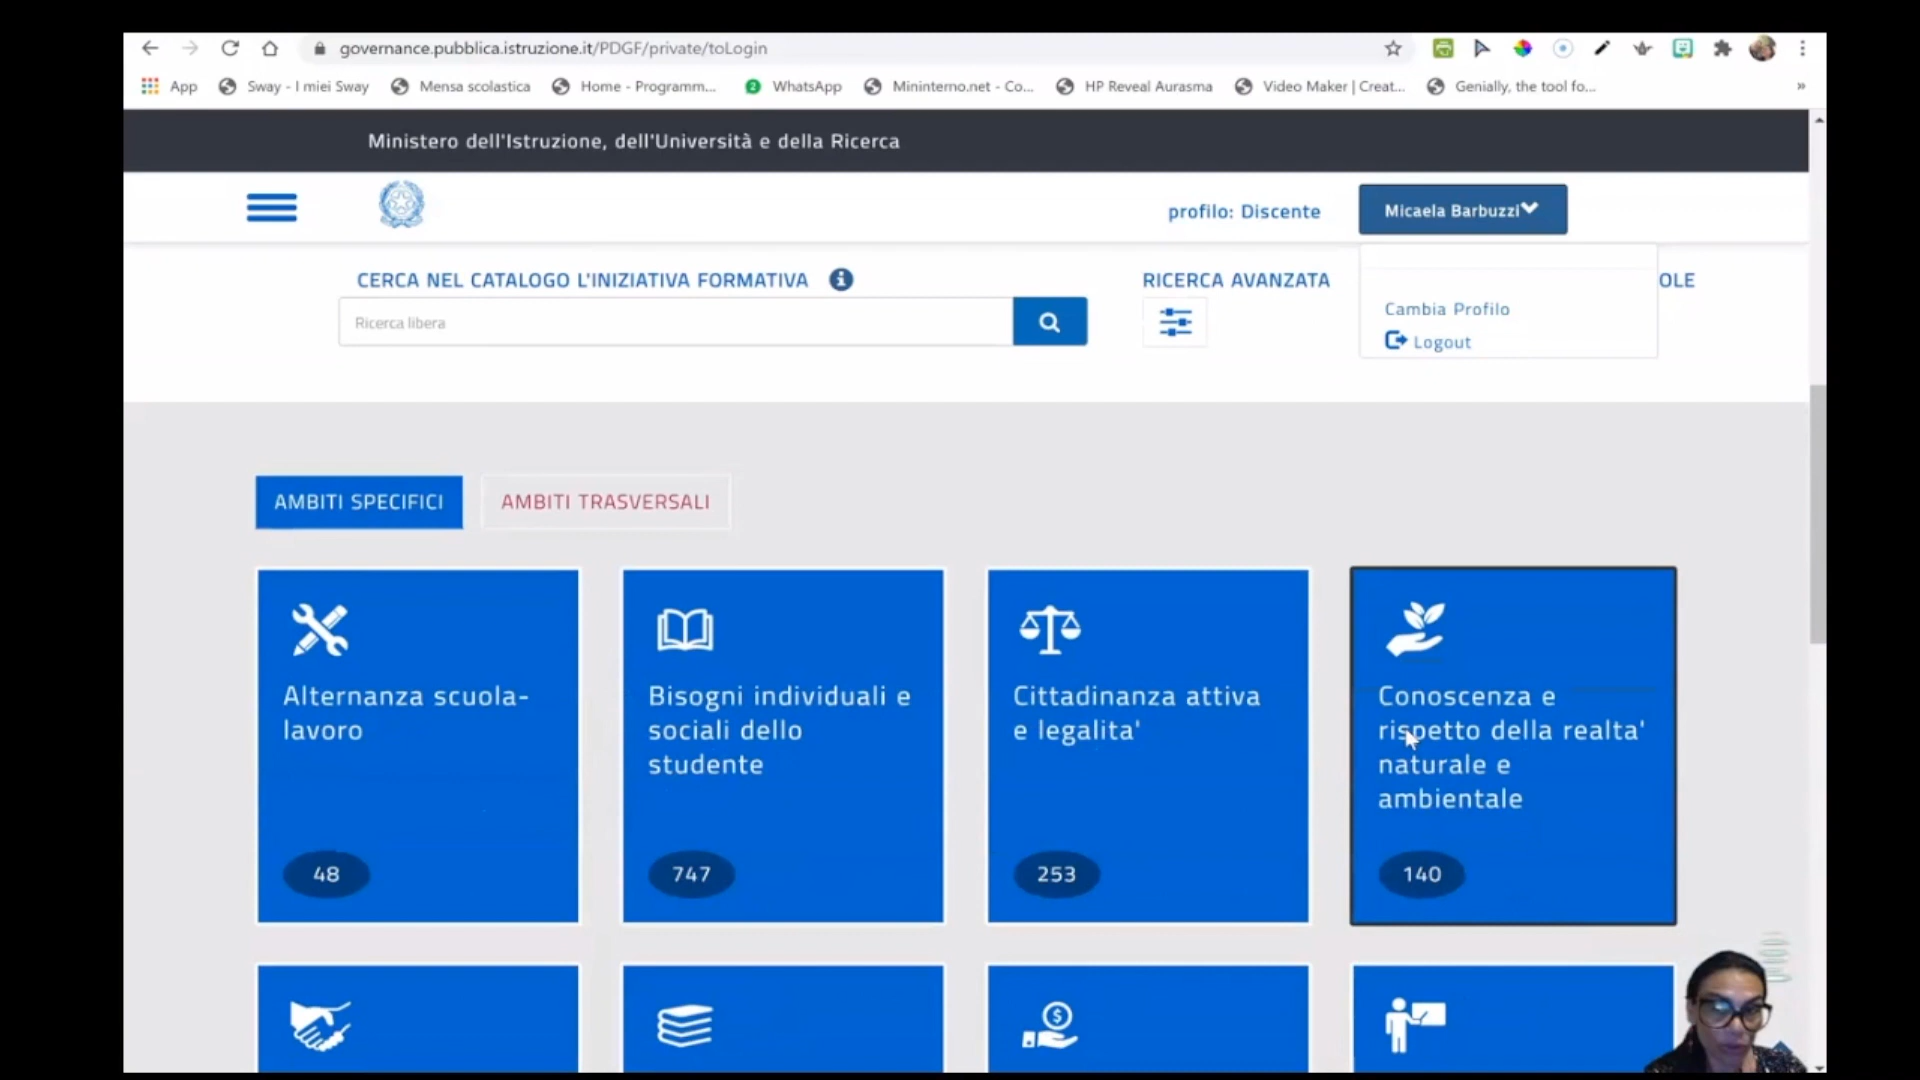 governance.pubblica.istruzione.it/PDGF/private/toLogin
App Sway - I miei Sway Mensa scolastica Home - Programm... 2 WhatsApp Mininterno.net - Co... HP Reveal Aurasma Video Maker | Creat... Genially, the tool fo... »
Ministero dell'Istruzione, dell'Università e della Ricerca
profilo: Discente Micaela Barbuzzi
CERCA NEL CATALOGO L'INIZIATIVA FORMATIVA RICERCA AVANZATA OLE
Ricerca libera
Cambia Profilo
Logout
AMBITI SPECIFICI AMBITI TRASVERSALI
Alternanza scuola-
lavoro
48
Bisogni individuali e
sociali dello
studente
747
Cittadinanza attiva
e legalita'
253
Conoscenza e
rispetto della realta'
naturale e
ambientale
140